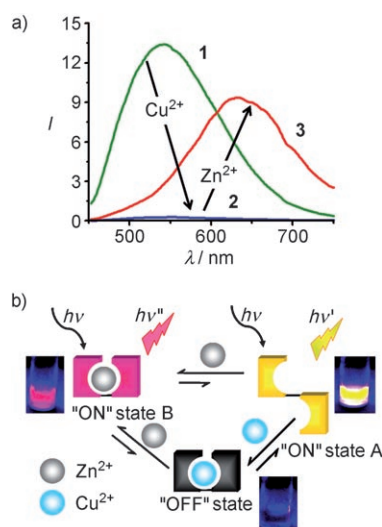 a)
15
12
9
6
3
0
I
1
Cu²⁺
3
Zn²⁺
2
500 600 700
λ/ nm
b)
hν hν" hν hν'
"ON" state B
"ON" state A
"OFF" state
Zn²⁺
Cu²⁺